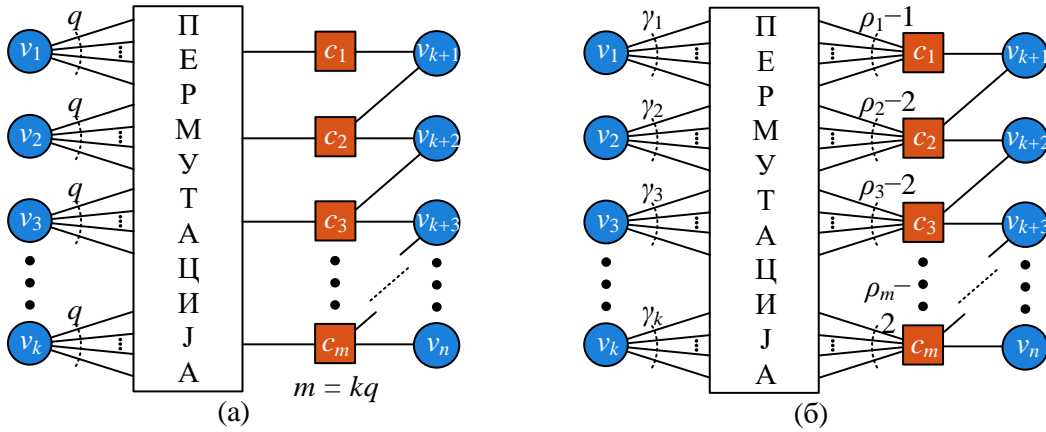 q
v₁
q
v₂
q
v₃
q
vₖ
ПЕРМУТАЦИЈА
c₁
c₂
c₃
cₘ
vₖ₊₁
vₖ₊₂
vₖ₊₃
vₙ
m = kq
(а)
γ₁
v₁
γ₂
v₂
γ₃
v₃
γₖ
vₖ
ПЕРМУТАЦИЈА
ρ₁–1
c₁
ρ₂–2
c₂
ρ₃–2
c₃
ρₘ–
2
cₘ
vₖ₊₁
vₖ₊₂
vₖ₊₃
vₙ
(б)